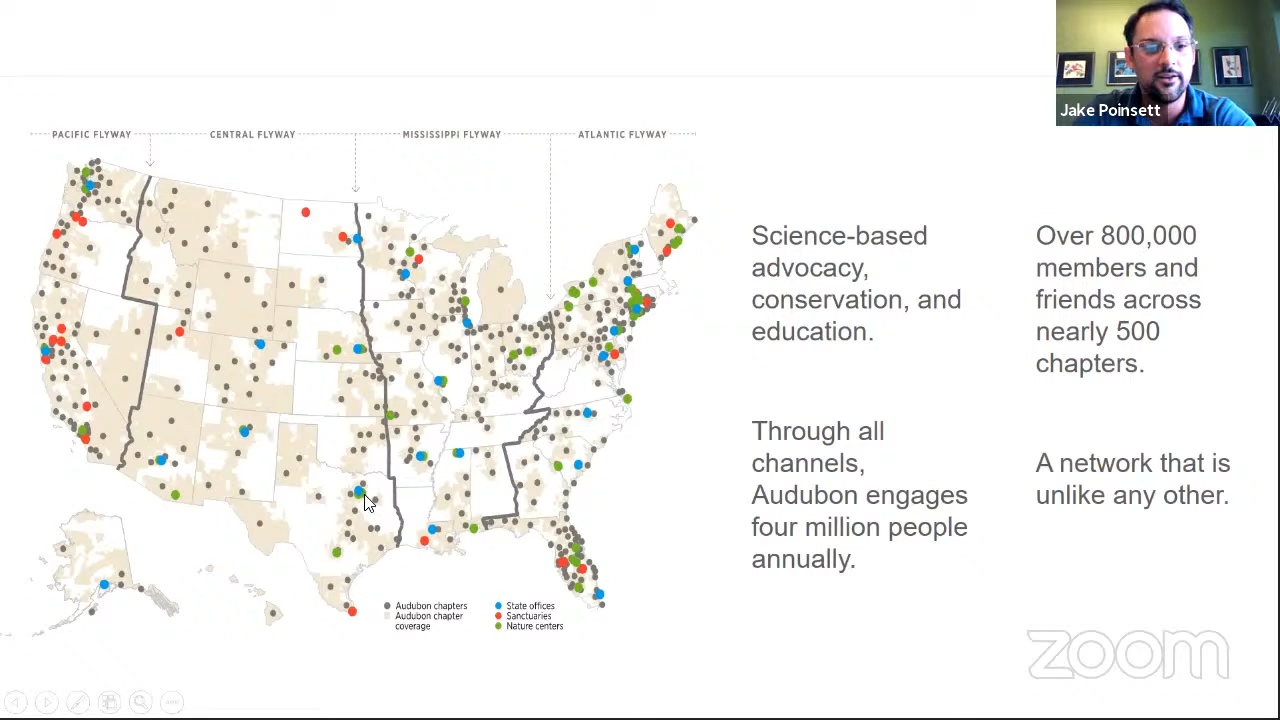 Jake Poinsett
PACIFIC FLYWAY
CENTRAL FLYWAY
MISSISSIPPI FLYWAY
ATLANTIC FLYWAY
Science-based
advocacy,
conservation, and
education.
Over 800,000
members and
friends across
nearly 500
chapters.
Through all
channels,
Audubon engages
four million people
annually.
A network that is
unlike any other.
Audubon chapters
Audubon chapter
coverage
State offices
Sanctuaries
Nature centers
zoom